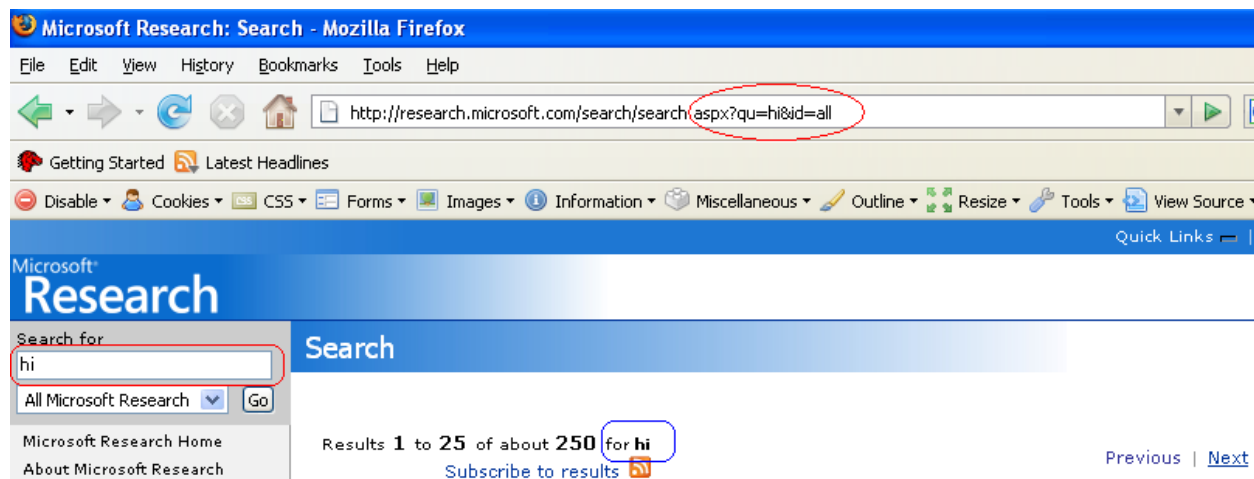 Microsoft Research: Search - Mozilla Firefox
File Edit View History Bookmarks Tools Help
http://research.microsoft.com/search/search.aspx?qu=hi&id=all
Getting Started Latest Headlines
Disable Cookies CSS Forms Images Information Miscellaneous Outline Resize Tools View Source
Quick Links |
Microsoft®
Research
Search for
hi
All Microsoft Research Go
Microsoft Research Home
About Microsoft Research
Search
Results 1 to 25 of about 250 for hi
Subscribe to results
Previous | Next